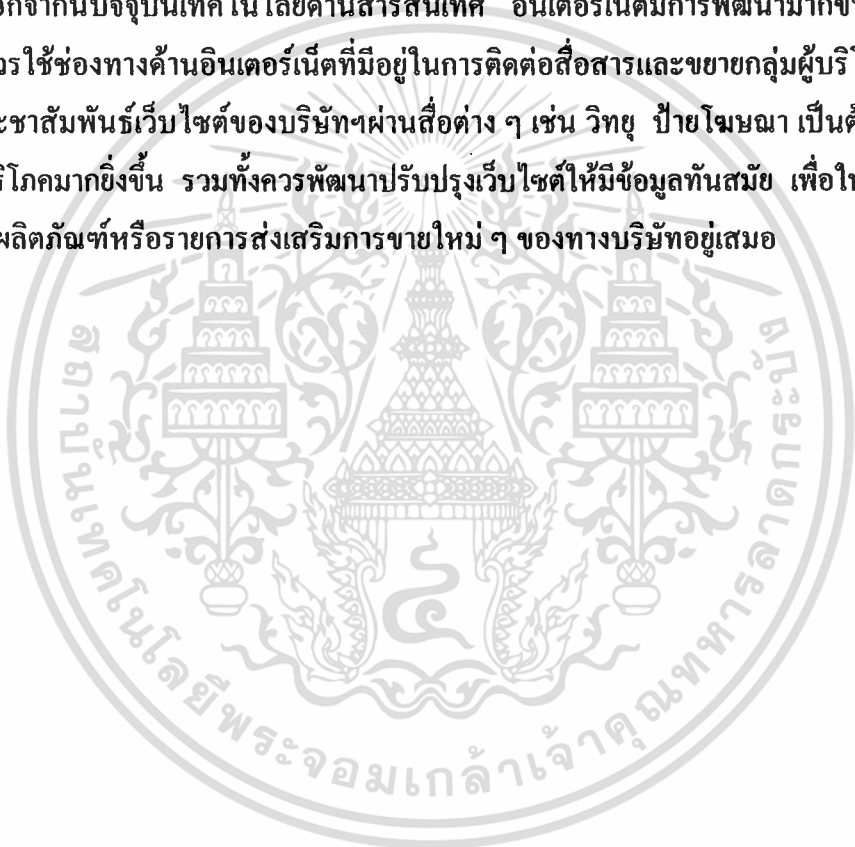 อกจากนี้ปัจจุบันเทคโนโลยีด้านสารสนเทศ อินเตอร์เน็ตมีการพัฒนามากขึ้
วรใช้ช่องทางด้านอินเตอร์เน็ตที่มีอยู่ในการติดต่อสื่อสารและขยายกลุ่มผู้บริโ
ะชาสัมพันธ์เว็บไซต์ของบริษัทฯผ่านสื่อต่าง ๆ เช่น วิทยุ ป้ายโฆษณา เป็นต้
ริโภคมากยิ่งขึ้น รวมทั้งควรพัฒนาปรับปรุงเว็บไซต์ให้มีข้อมูลทันสมัย เพื่อให
ผลิตภัณฑ์หรือรายการส่งเสริมการขายใหม่ ๆ ของทางบริษัทอยู่เสมอ
สถาบันเทคโนโลยีพระจอมเกล้าเจ้าคุณทหารลาดกระบัง